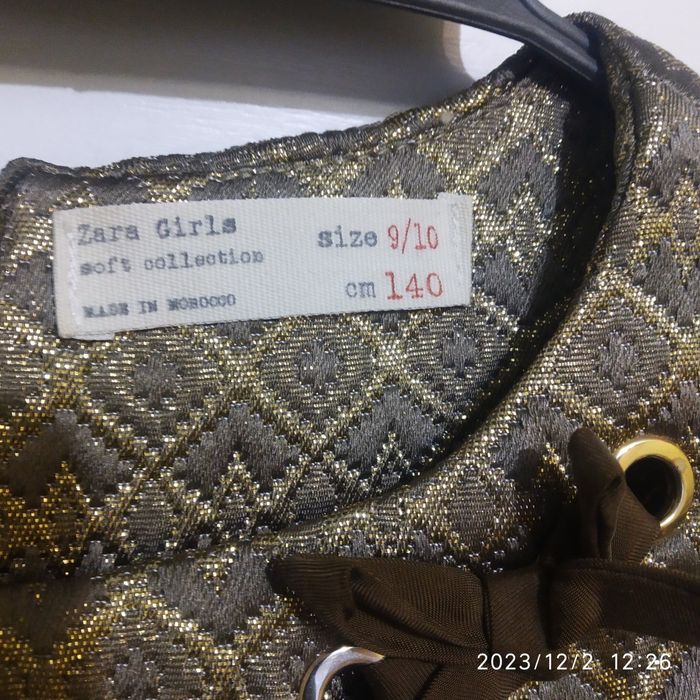 Zara Girls
soft collection
MADE IN MOROCCO
size 9/10
cm 140
2023/12/2 12:26